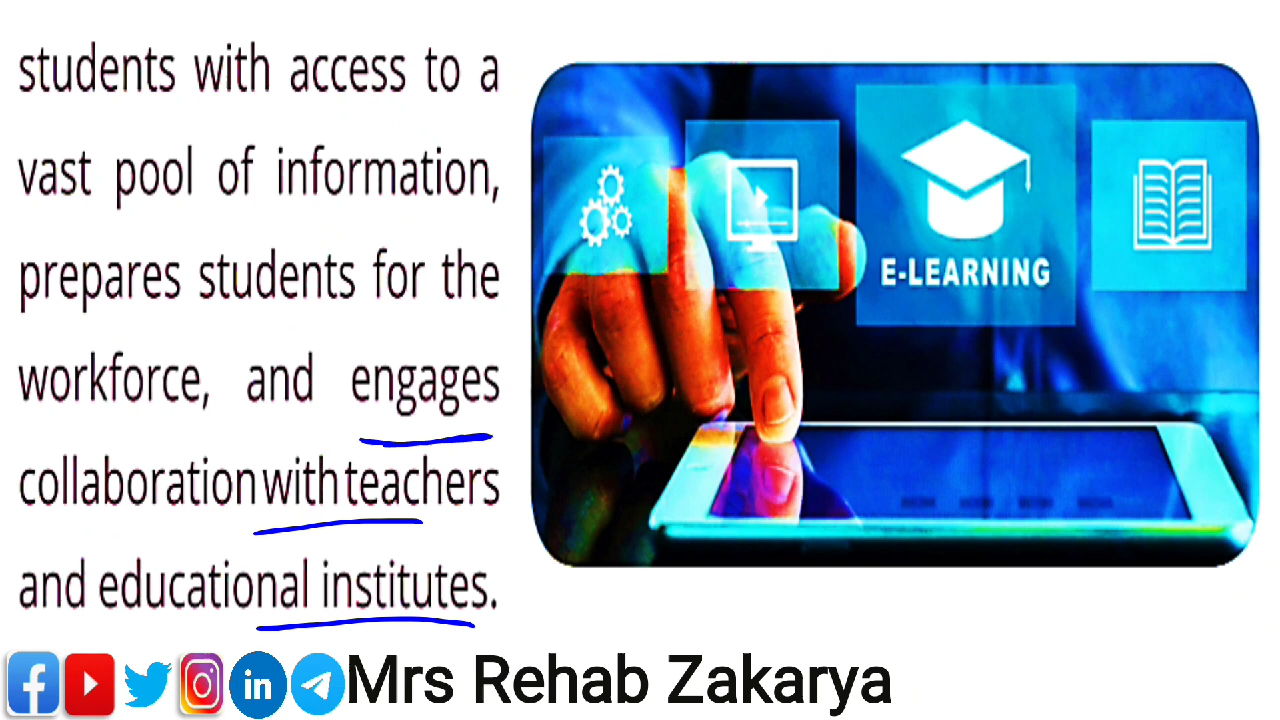 students with access to a
vast pool of information,
prepares students for the
workforce, and engages
collaboration with teachers
and educational institutes.
E-LEARNING
Mrs Rehab Zakarya